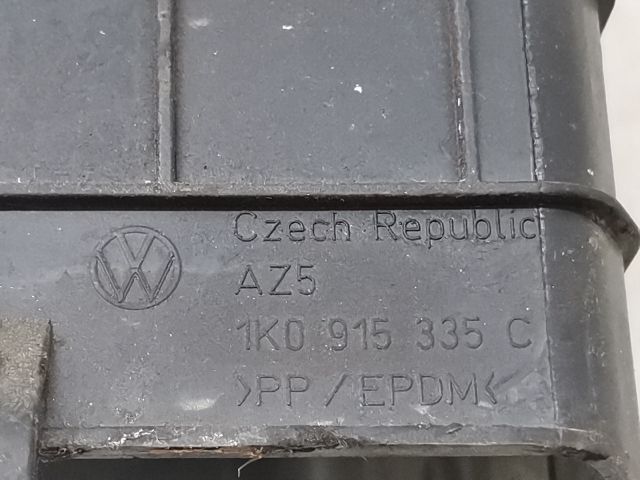 Czech Republic
AZ5
1K0 915 335 C
>PP/EPDM<